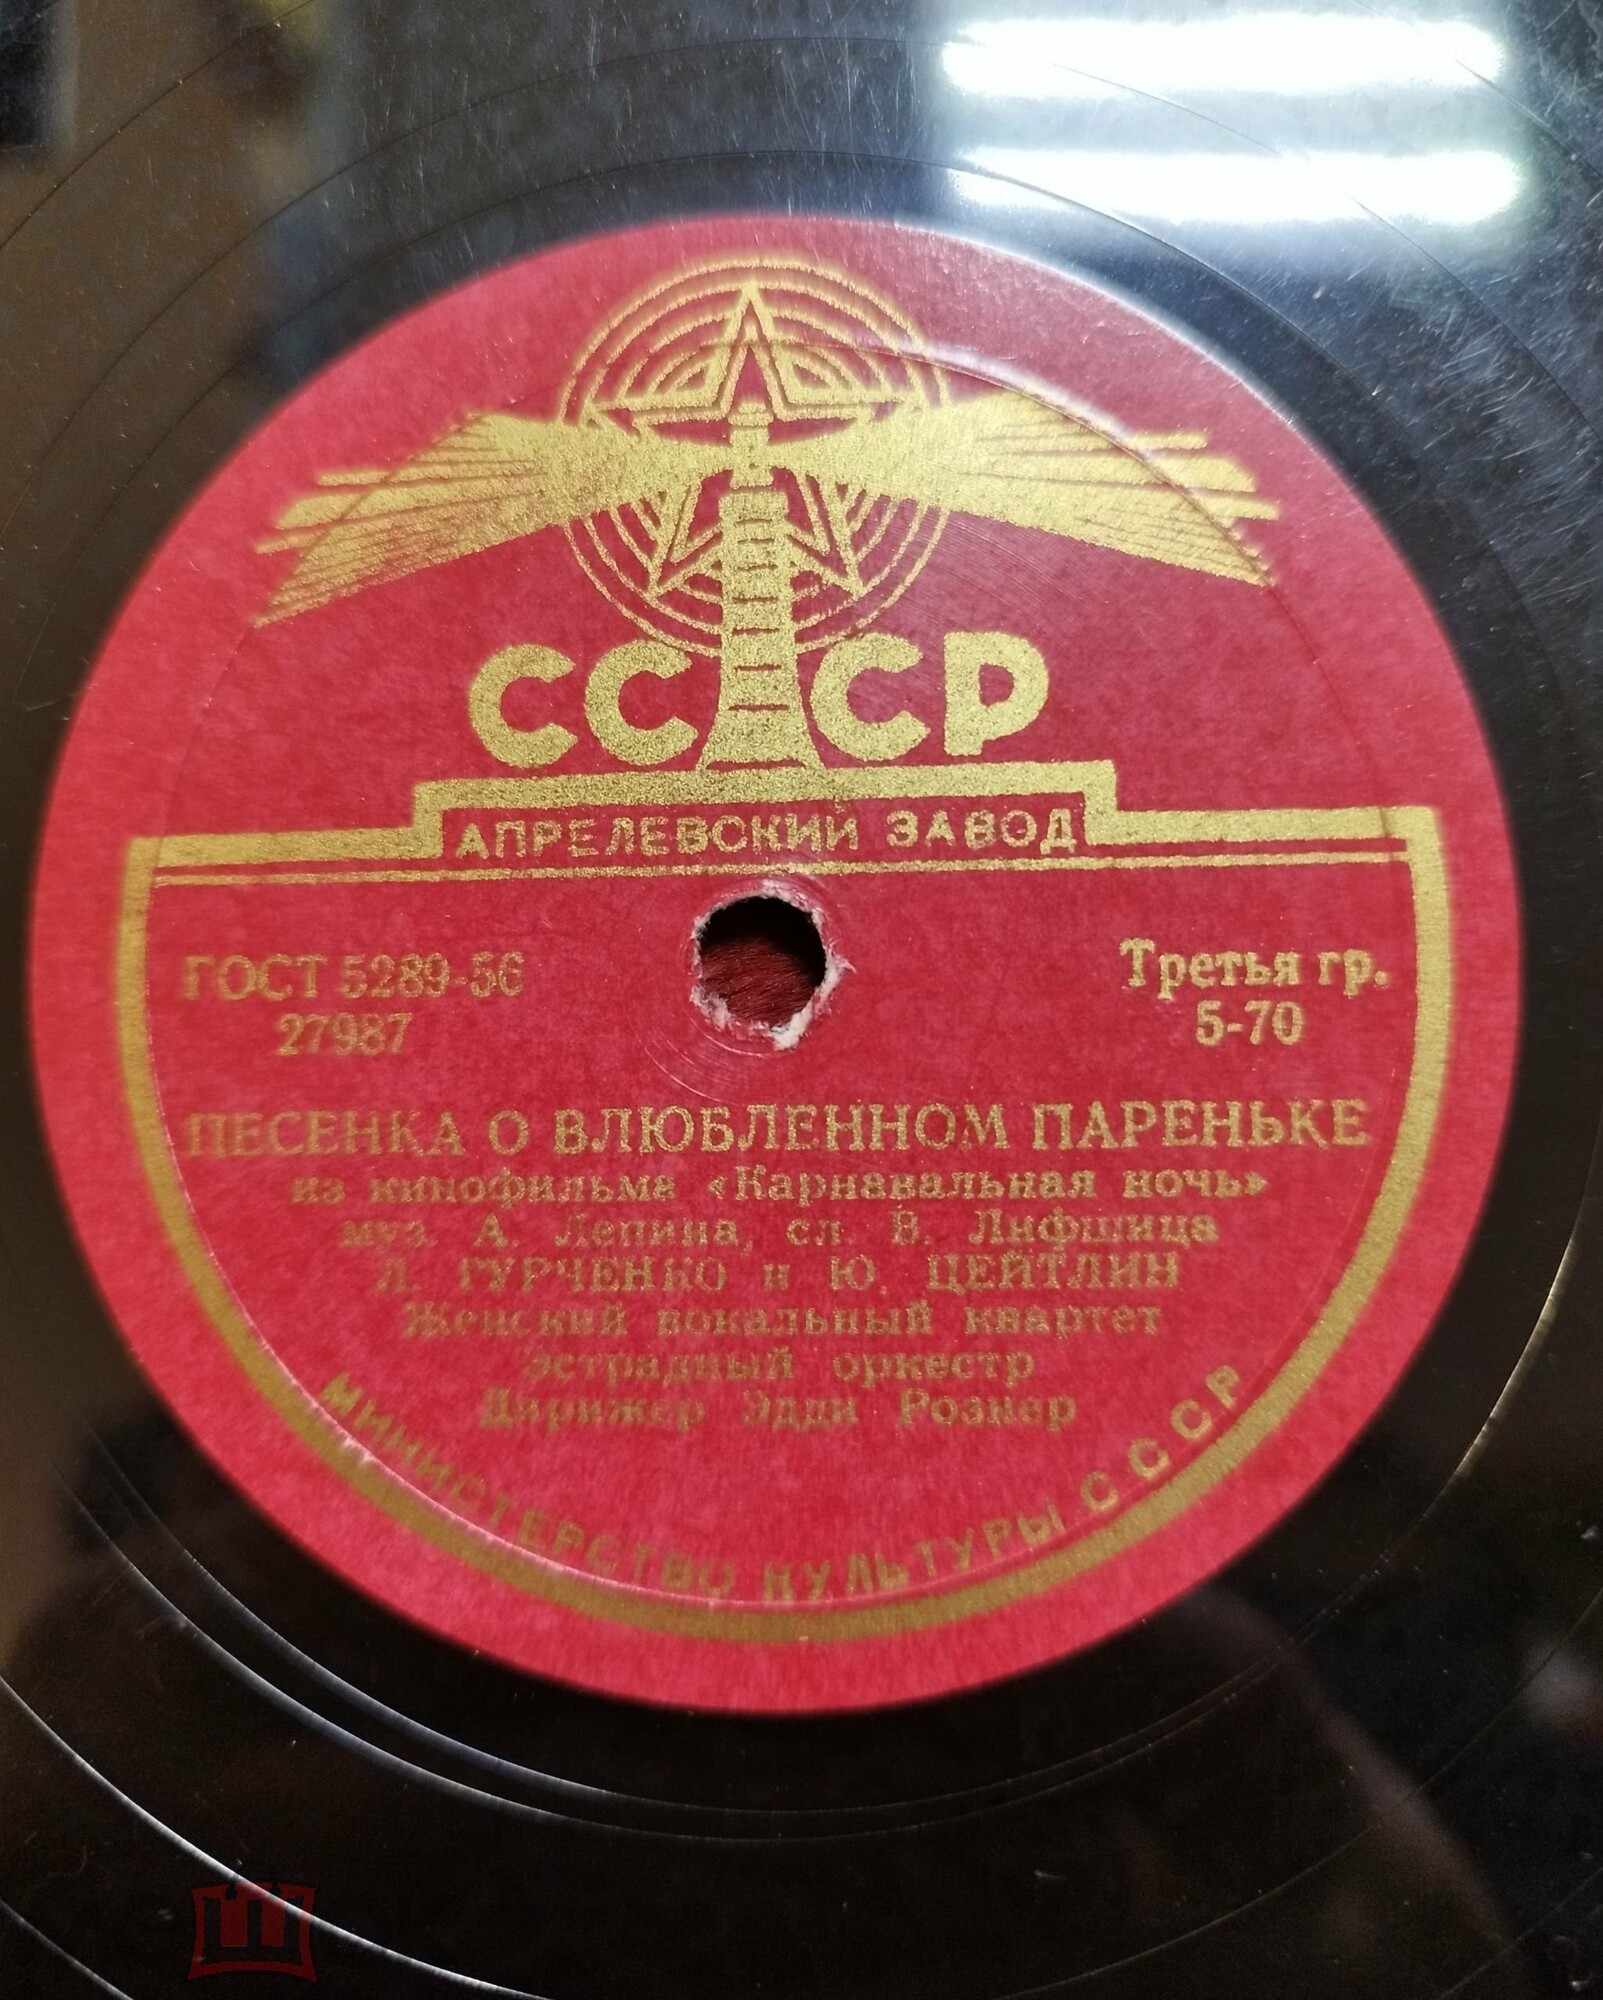 СССР
АПРЕЛЕВСКИЙ ЗАВОД
ГОСТ 5289-56
Третья гр.
27987
5-70
ПЕСЕНКА О ВЛЮБЛЕННОМ ПАРЕНЬКЕ
из кинофильма «Карнавальная ночь»
муз. А. Лепина, сл. В. Лифшица
Л. ГУРЧЕНКО и Ю. ЦЕЙТЛИН
Женский вокальный квартет
эстрадный оркестр
Дирижер Эдди Рознер
МИНИСТЕРСТВО КУЛЬТУРЫ СССР